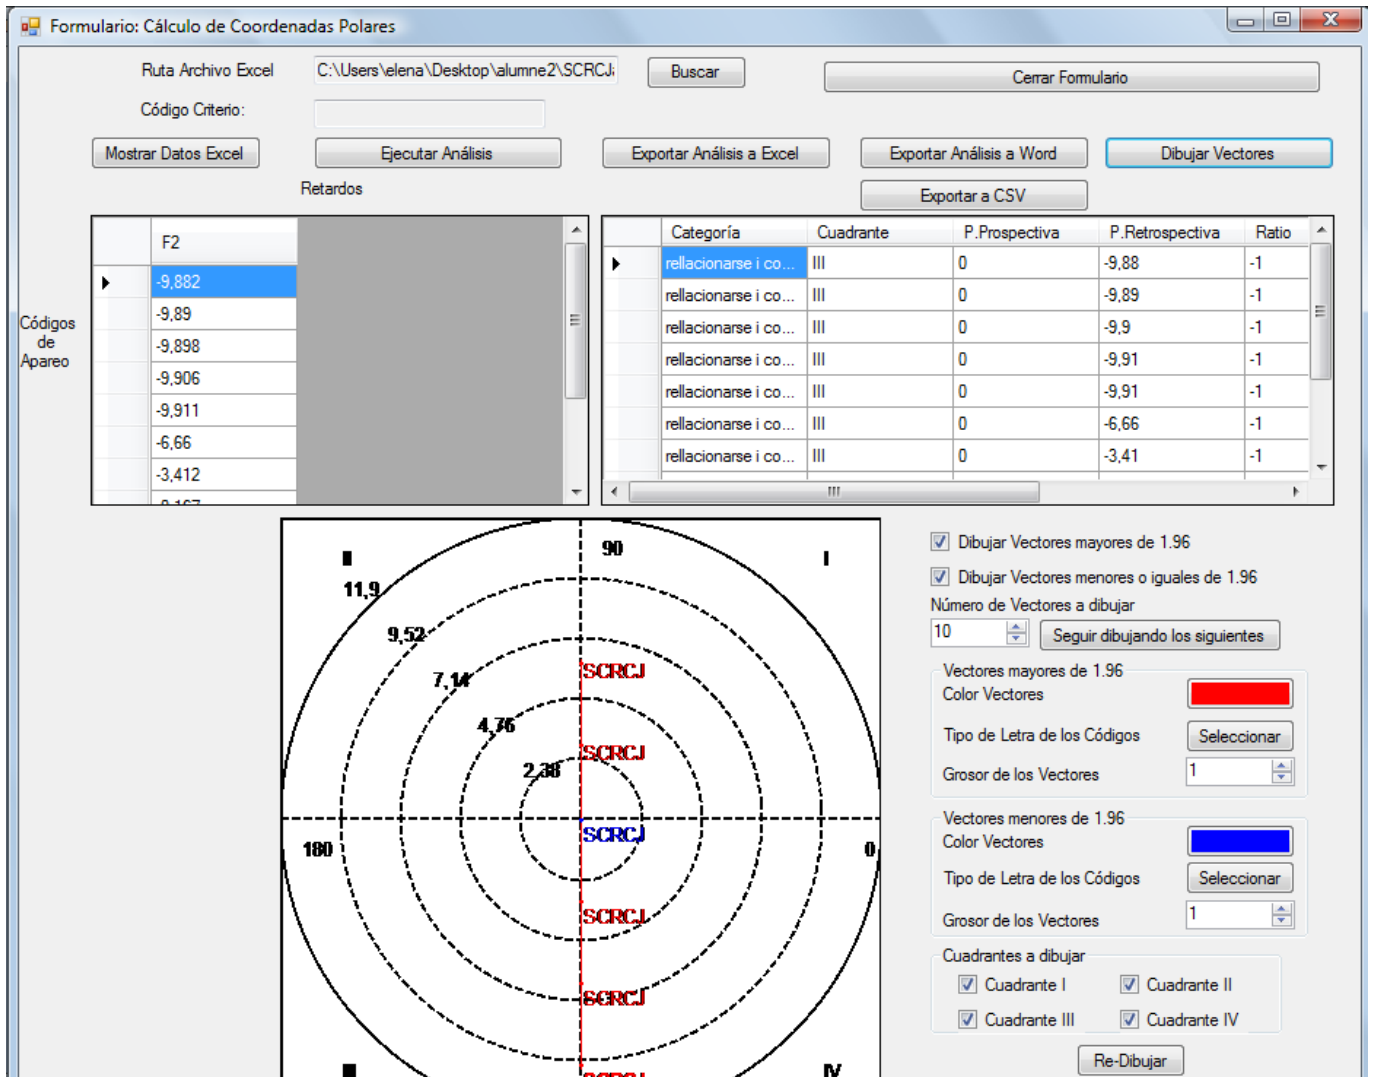 Formulario: Cálculo de Coordenadas Polares
Ruta Archivo Excel C:\Users\elena\Desktop\alumne2\SCRCJ Buscar Cerrar Formulario
Código Criterio:
Mostrar Datos Excel Ejecutar Análisis Exportar Análisis a Excel Exportar Análisis a Word Dibujar Vectores
Retardos Exportar a CSV
Códigos
de
Apareo
F2
-9,882
-9,89
-9,898
-9,906
-9,911
-6,66
-3,412
Categoría Cuadrante P.Prospectiva P.Retrospectiva Ratio
rellacionarse i co... III 0 -9,88 -1
rellacionarse i co... III 0 -9,89 -1
rellacionarse i co... III 0 -9,9 -1
rellacionarse i co... III 0 -9,91 -1
rellacionarse i co... III 0 -9,91 -1
rellacionarse i co... III 0 -6,66 -1
rellacionarse i co... III 0 -3,41 -1
90
II I
11,9
9,52
SCRCJ
7,14
4,76
SCRCJ
2,38
SCRCJ
180 0
SCRCJ
SCRCJ
IV
SCRCJ
Dibujar Vectores mayores de 1.96
Dibujar Vectores menores o iguales de 1.96
Número de Vectores a dibujar
10 Seguir dibujando los siguientes
Vectores mayores de 1.96
Color Vectores
Tipo de Letra de los Códigos Seleccionar
Grosor de los Vectores 1
Vectores menores de 1.96
Color Vectores
Tipo de Letra de los Códigos Seleccionar
Grosor de los Vectores 1
Cuadrantes a dibujar
Cuadrante I Cuadrante II
Cuadrante III Cuadrante IV
Re-Dibujar